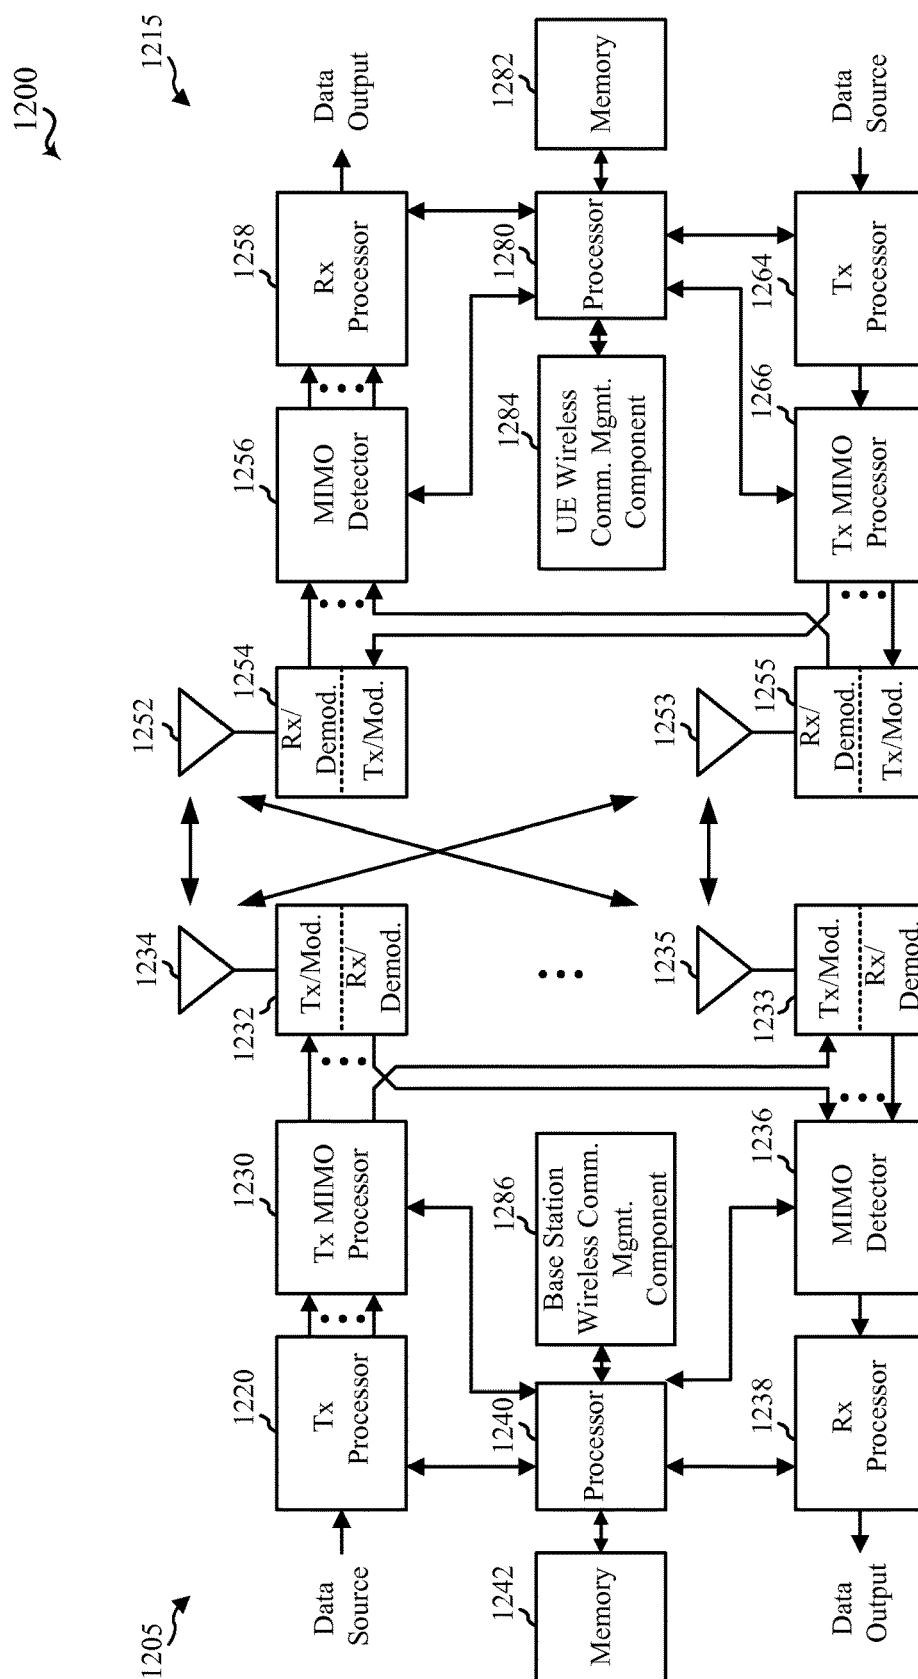 1200
1205
1215
Data
Source
1220
Tx
Processor
1230
Tx MIMO
Processor
1232
Tx/Mod.
Rx/
Demod.
1234
1252
1254
Rx/
Demod.
Tx/Mod.
1256
MIMO
Detector
1258
Rx
Processor
Data
Output
1242
Memory
1240
Processor
1286
Base Station
Wireless Comm.
Mgmt.
Component
1284
UE Wireless
Comm. Mgmt.
Component
1280
Processor
1282
Memory
Data
Output
1238
Rx
Processor
1236
MIMO
Detector
1233
Tx/Mod.
Rx/
Demod.
1235
1253
1255
Rx/
Demod.
Tx/Mod.
1266
Tx MIMO
Processor
1264
Tx
Processor
Data
Source